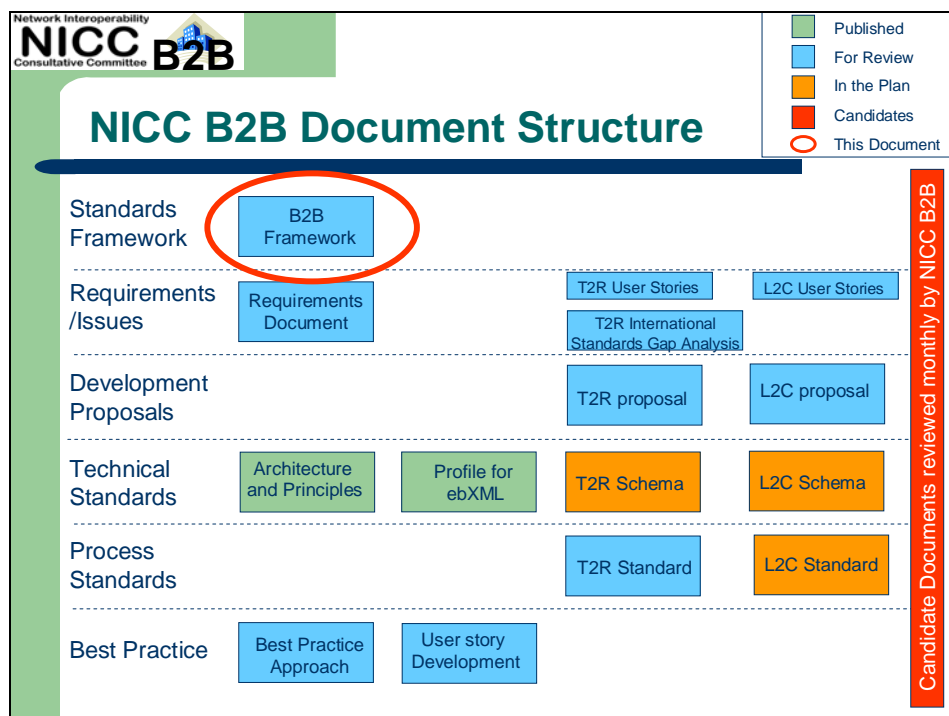 Network Interoperability
NICC
Consultative Committee
B2B
NICC B2B Document Structure
Published
For Review
In the Plan
Candidates
This Document
Standards
Framework
B2B
Framework
Requirements
/Issues
Requirements
Document
T2R User Stories
L2C User Stories
T2R International
Standards Gap Analysis
Development
Proposals
T2R proposal
L2C proposal
Technical
Standards
Architecture
and Principles
Profile for
ebXML
T2R Schema
L2C Schema
Process
Standards
T2R Standard
L2C Standard
Best Practice
Best Practice
Approach
User story
Development
Candidate Documents reviewed monthly by NICC B2B